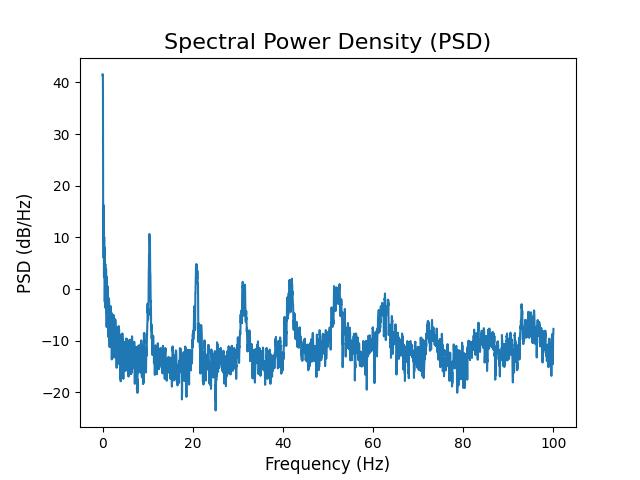 Spectral Power Density (PSD)
40
30
20
10
0
−10
−20
PSD (dB/Hz)
0 20 40 60 80 100
Frequency (Hz)